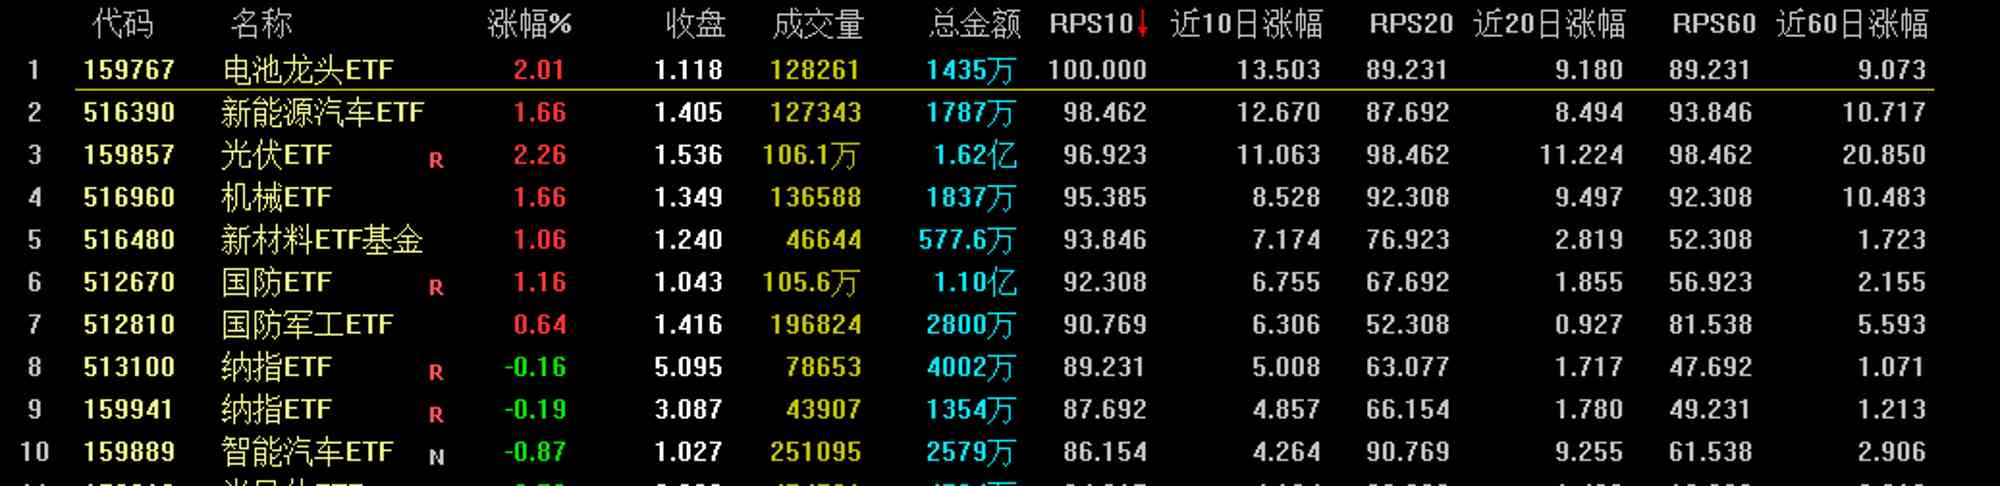 代码 名称 涨幅% 收盘 成交量 总金额 RPS10↓ 近10日涨幅 RPS20 近20日涨幅 RPS60 近60日涨幅
1 159767 电池龙头ETF 2.01 1.118 128261 1435万 100.000 13.503 89.231 9.180 89.231 9.073
2 516390 新能源汽车ETF 1.66 1.405 127343 1787万 98.462 12.670 87.692 8.494 93.846 10.717
3 159857 光伏ETF R 2.26 1.536 106.1万 1.62亿 96.923 11.063 98.462 11.224 98.462 20.850
4 516960 机械ETF 1.66 1.349 136588 1837万 95.385 8.528 92.308 9.497 92.308 10.483
5 516480 新材料ETF基金 1.06 1.240 46644 577.6万 93.846 7.174 76.923 2.819 52.308 1.723
6 512670 国防ETF R 1.16 1.043 105.6万 1.10亿 92.308 6.755 67.692 1.855 56.923 2.155
7 512810 国防军工ETF 0.64 1.416 196824 2800万 90.769 6.306 52.308 0.927 81.538 5.593
8 513100 纳指ETF R -0.16 5.095 78653 4002万 89.231 5.008 63.077 1.717 47.692 1.071
9 159941 纳指ETF R -0.19 3.087 43907 1354万 87.692 4.857 66.154 1.780 49.231 1.213
10 159889 智能汽车ETF N -0.87 1.027 251095 2579万 86.154 4.264 90.769 9.255 61.538 2.906